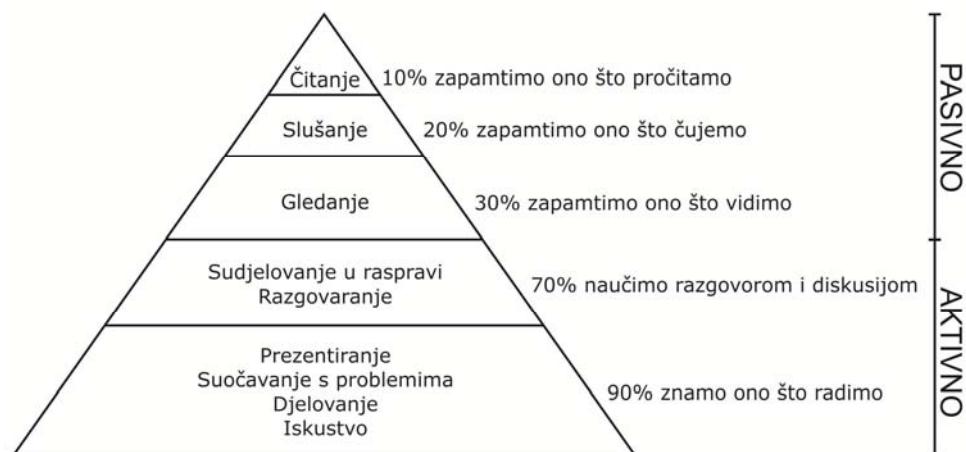 Čitanje
10% zapamtimo ono što pročitamo
Slušanje
20% zapamtimo ono što čujemo
Gledanje
30% zapamtimo ono što vidimo
PASIVNO
Sudjelovanje u raspravi
Razgovaranje
70% naučimo razgovorom i diskusijom
Prezentiranje
Suočavanje s problemima
Djelovanje
Iskustvo
90% znamo ono što radimo
AKTIVNO